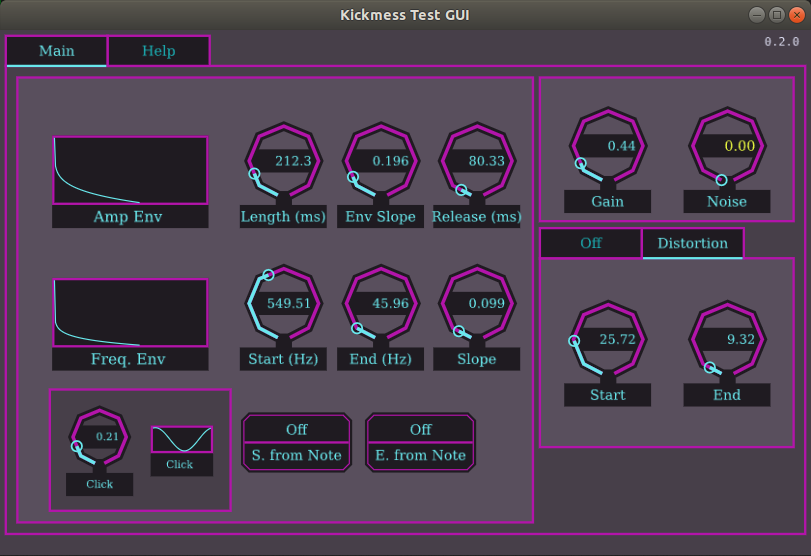 Kickmess Test GUI
0.2.0
Main Help
212.3 0.196 80.33
Amp Env Length (ms) Env Slope Release (ms)
549.51 45.96 0.099
Freq. Env Start (Hz) End (Hz) Slope
0.21
Click Click
Off Off
S. from Note E. from Note
0.44 0.00
Gain Noise
Off Distortion
25.72 9.32
Start End